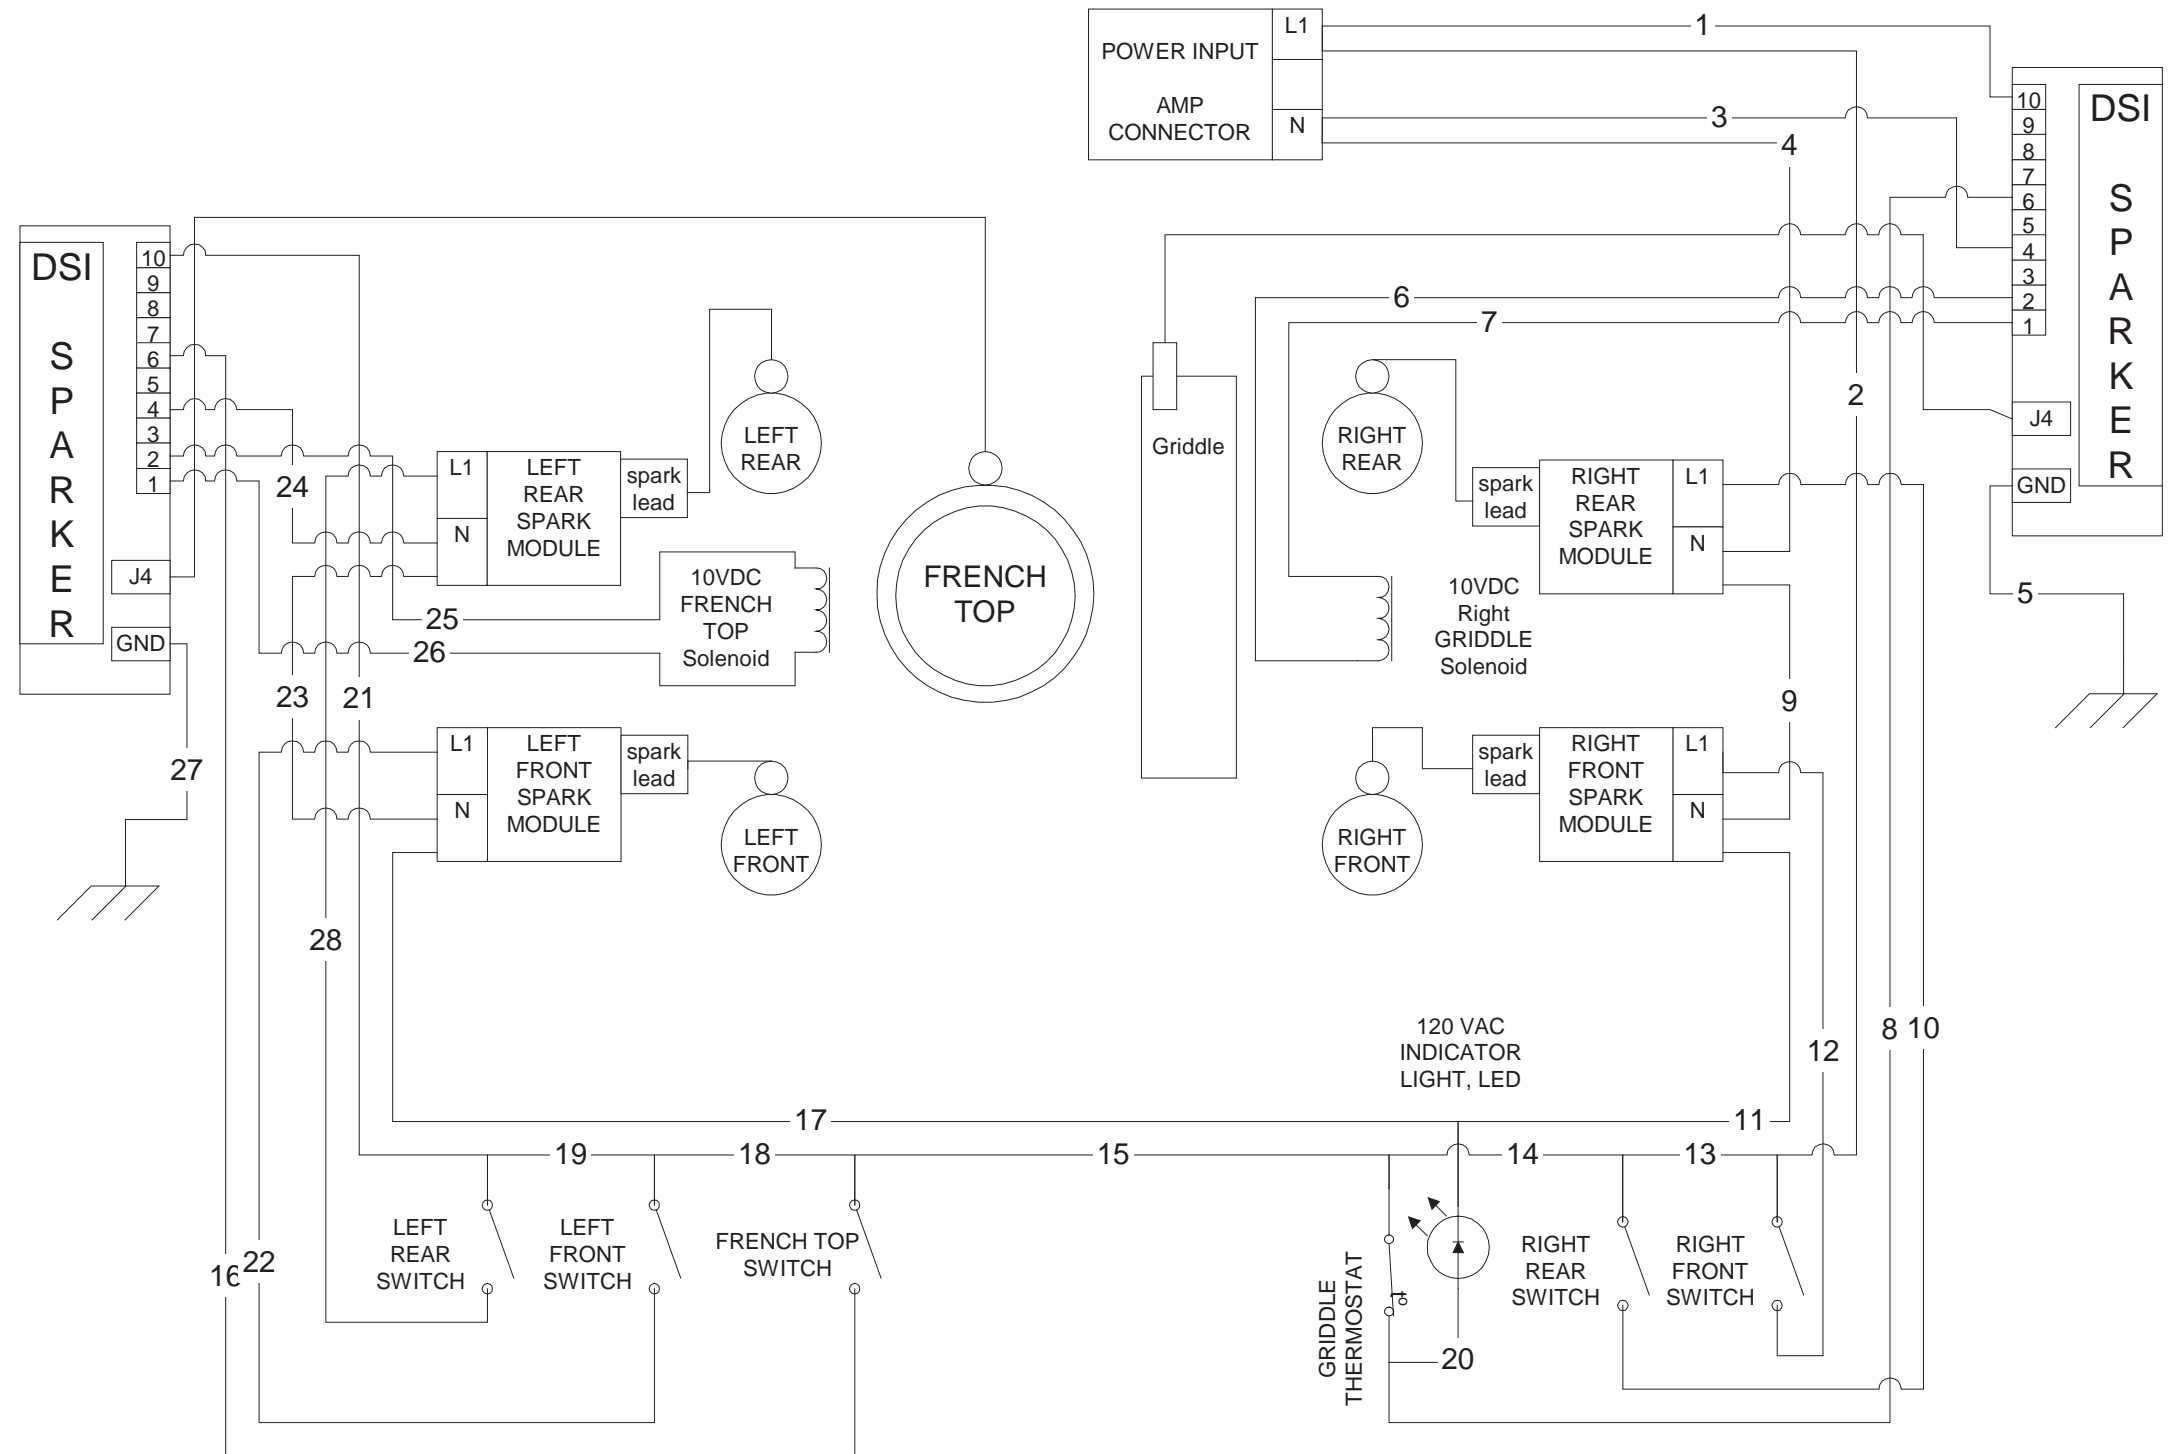 POWER INPUT
AMP
CONNECTOR
L1
N
1
2
3
4
DSI
SPARKER
10
9
8
7
6
5
4
3
2
1
J4
GND
5
DSI
SPARKER
10
9
8
7
6
5
4
3
2
1
J4
GND
27
6
7
24
L1
N
LEFT
REAR
SPARK
MODULE
spark
lead
LEFT
REAR
10VDC
FRENCH
TOP
Solenoid
25
26
FRENCH
TOP
Griddle
RIGHT
REAR
spark
lead
RIGHT
REAR
SPARK
MODULE
L1
N
10VDC
Right
GRIDDLE
Solenoid
23
21
9
L1
N
LEFT
FRONT
SPARK
MODULE
spark
lead
LEFT
FRONT
RIGHT
FRONT
spark
lead
RIGHT
FRONT
SPARK
MODULE
L1
N
28
8
10
12
120 VAC
INDICATOR
LIGHT, LED
17
11
19
18
15
14
13
16
22
LEFT
REAR
SWITCH
LEFT
FRONT
SWITCH
FRENCH TOP
SWITCH
GRIDDLE
THERMOSTAT
to
20
RIGHT
REAR
SWITCH
RIGHT
FRONT
SWITCH